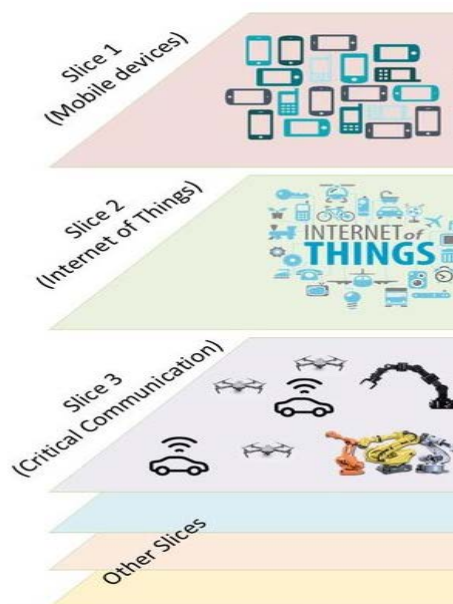 Slice 1
(Mobile devices)
Slice 2
(Internet of Things)
INTERNET of
THINGS
Slice 3
(Critical Communication)
Other Slices